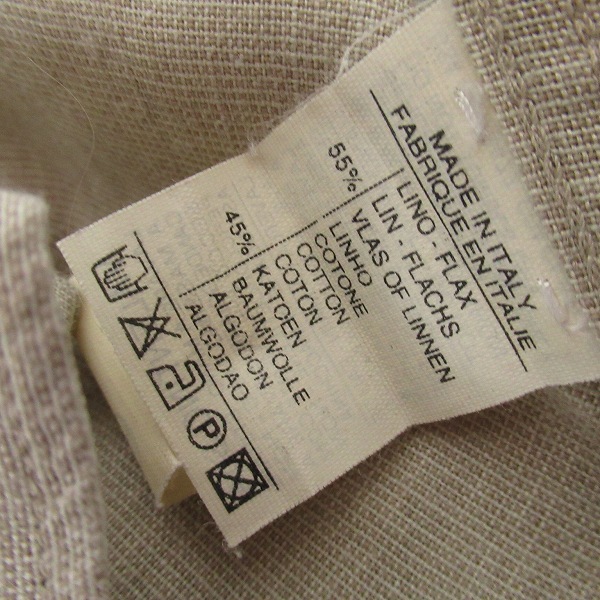 MADE IN ITALY
FABRIQUE EN ITALIE
55% LINO - FLAX
LIN - FLACHS
VLAS OF LINNEN
LINHO
45% COTONE
COTTON
COTON
KATOEN
BAUMWOLLE
ALGODON
ALGODAO
P